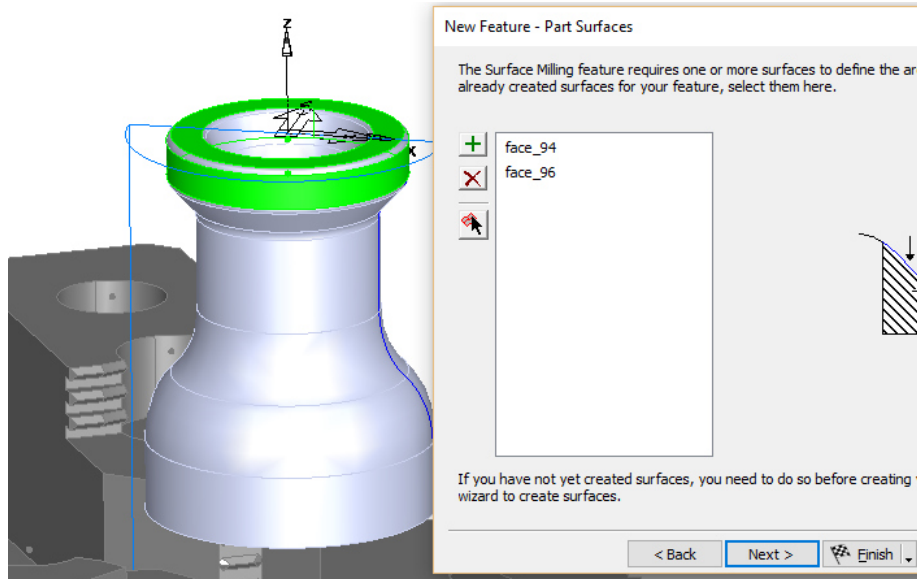 New Feature - Part Surfaces
The Surface Milling feature requires one or more surfaces to define the
already created surfaces for your feature, select them here.
face_94
face_96
If you have not yet created surfaces, you need to do so before creating
wizard to create surfaces.
< Back
Next >
Finish
Z
X